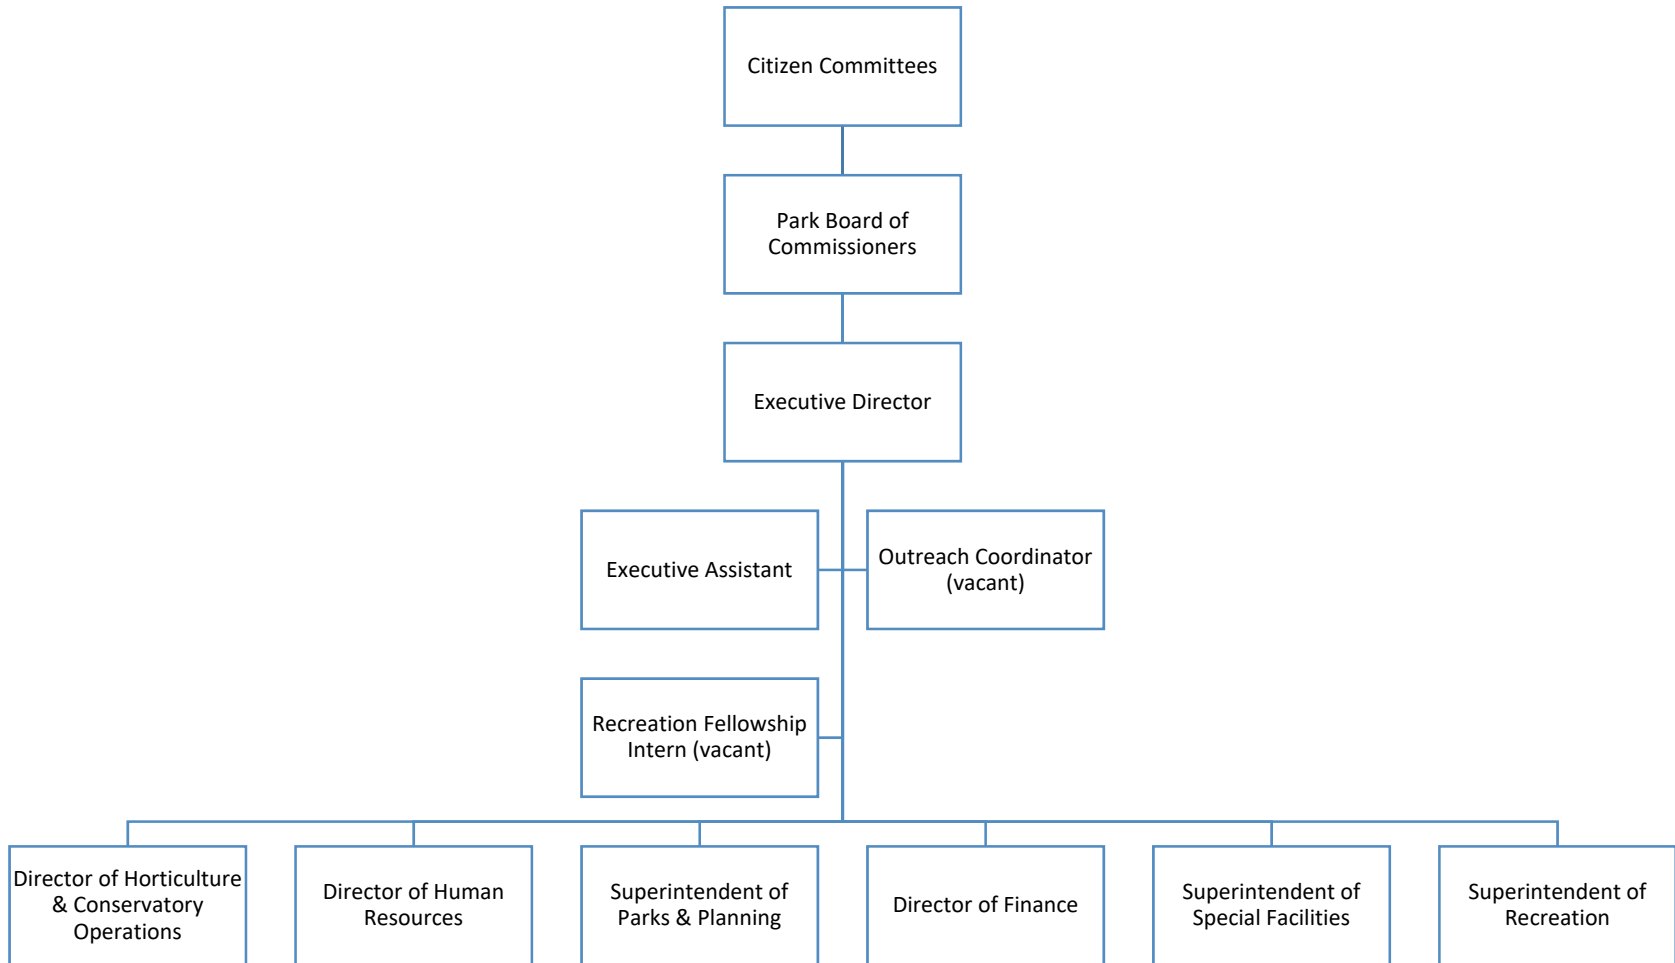 Citizen Committees
Park Board of
Commissioners
Executive Director
Executive Assistant
Outreach Coordinator
(vacant)
Recreation Fellowship
Intern (vacant)
Director of Horticulture
& Conservatory
Operations
Director of Human
Resources
Superintendent of
Parks & Planning
Director of Finance
Superintendent of
Special Facilities
Superintendent of
Recreation